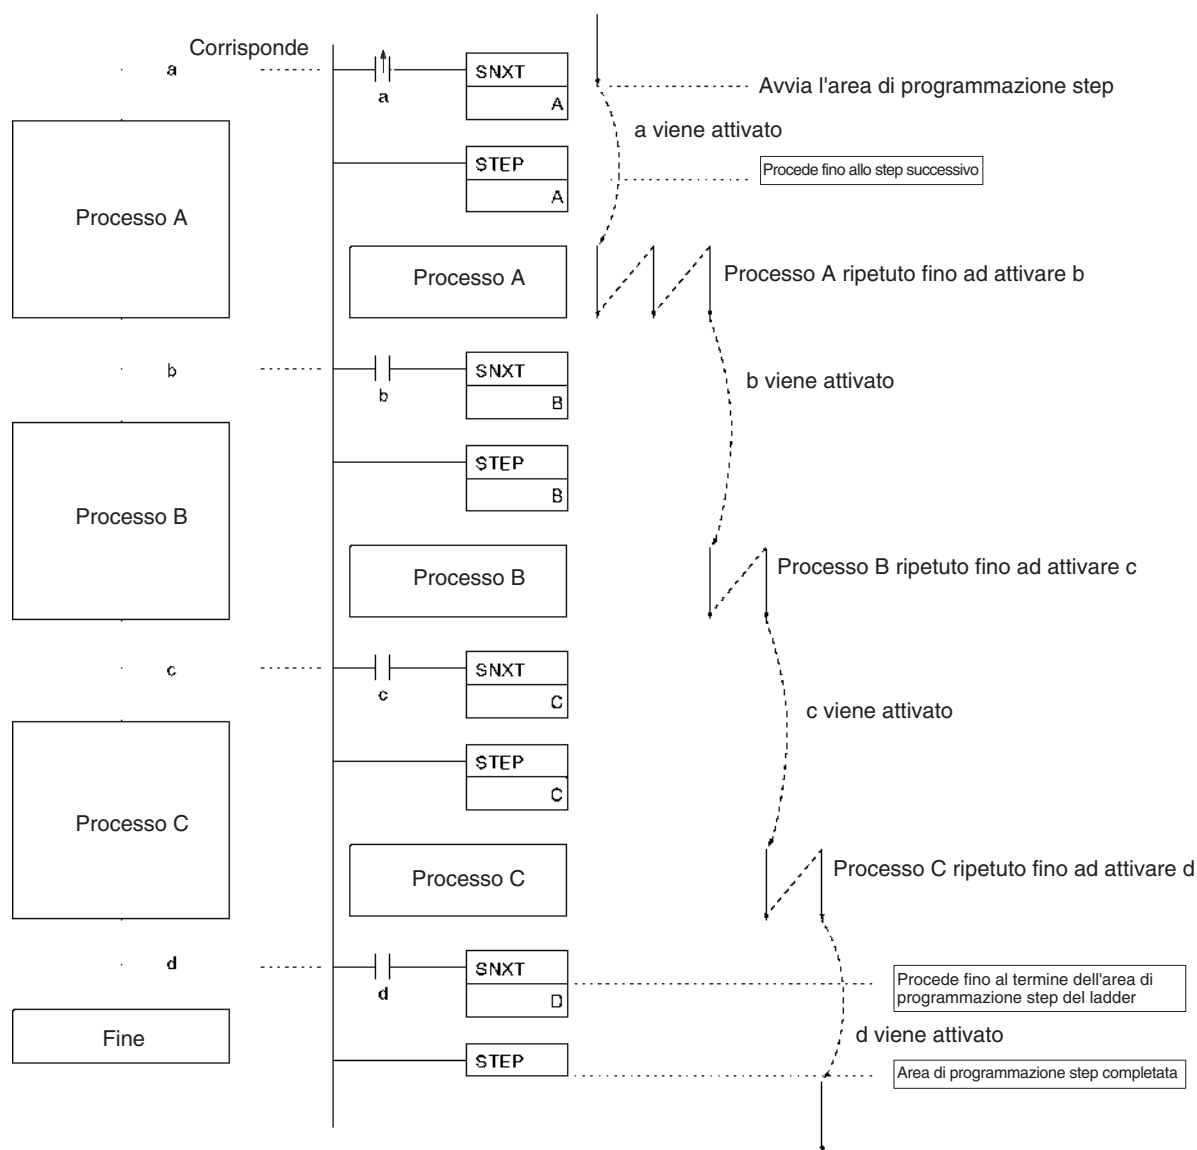 Corrisponde
a
a
SNXT
A
Avvia l'area di programmazione step
a viene attivato
STEP
A
Procede fino allo step successivo
Processo A
Processo A
Processo A ripetuto fino ad attivare b
b
b
SNXT
B
b viene attivato
STEP
B
Processo B
Processo B
Processo B ripetuto fino ad attivare c
c
c
SNXT
C
c viene attivato
STEP
C
Processo C
Processo C
Processo C ripetuto fino ad attivare d
d
d
SNXT
D
Procede fino al termine dell'area di
programmazione step del ladder
Fine
d viene attivato
STEP
Area di programmazione step completata